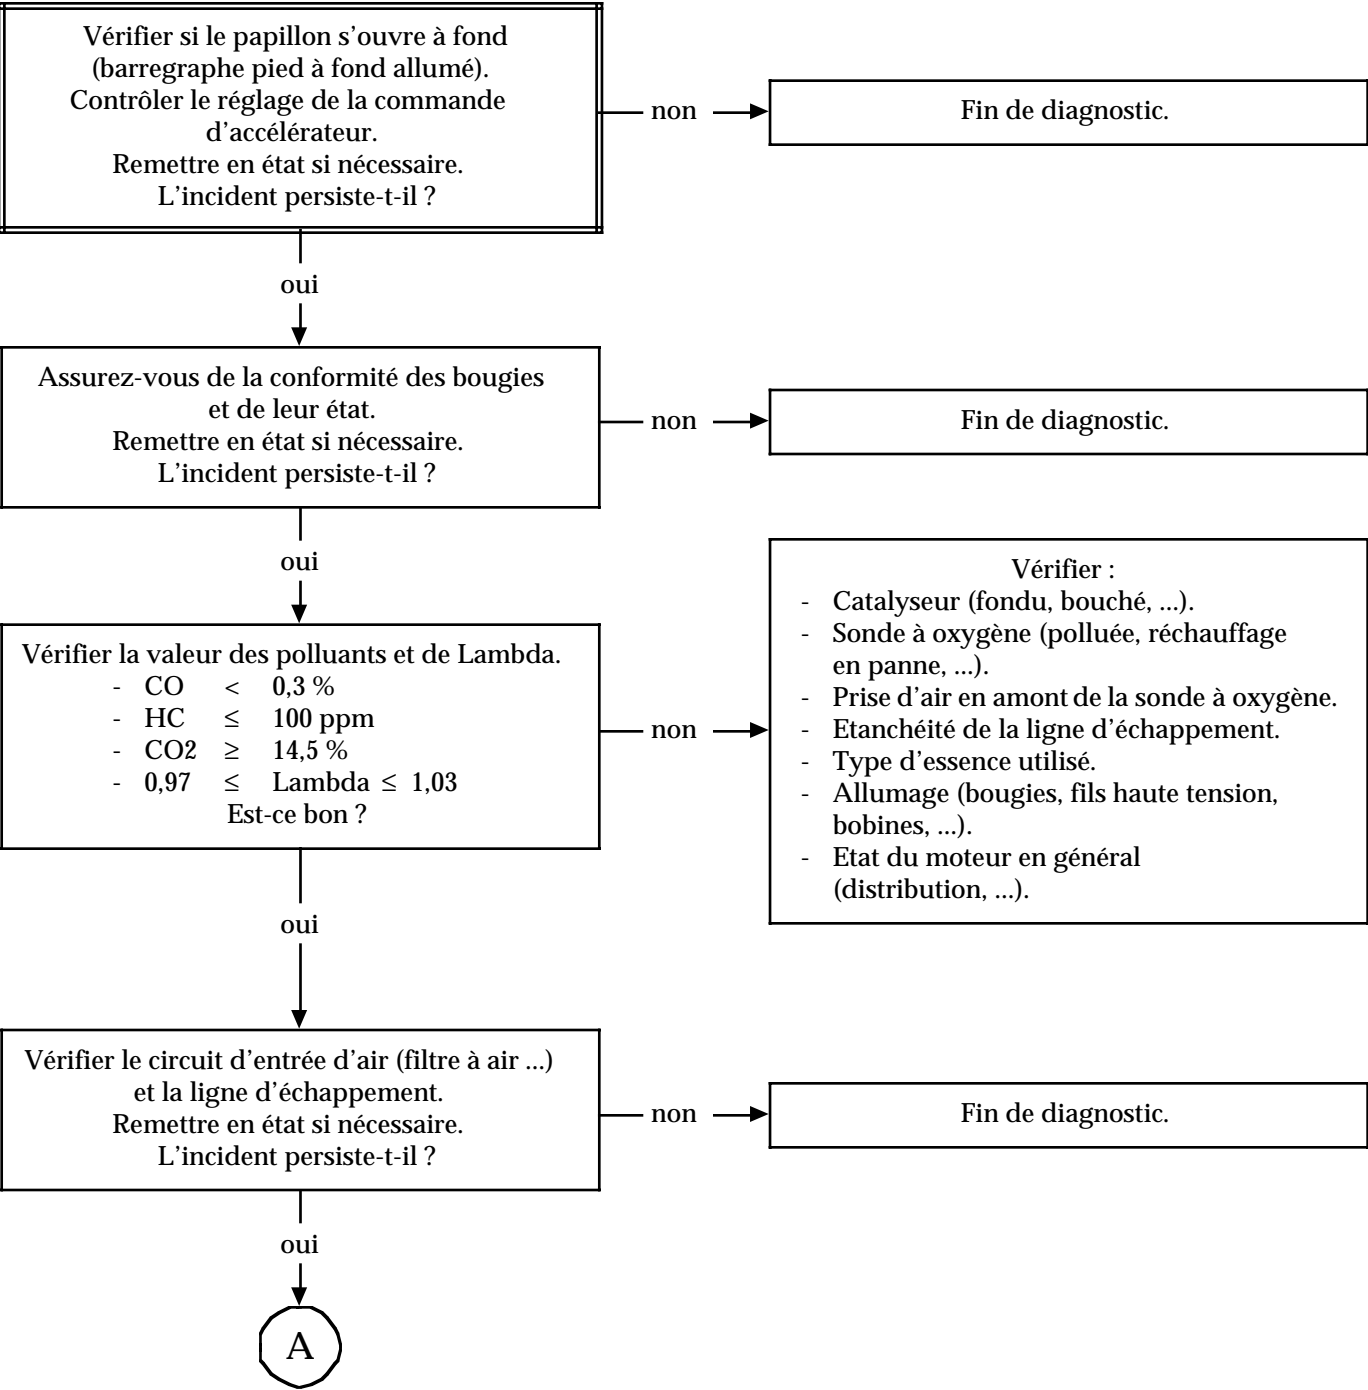 Vérifier si le papillon s’ouvre à fond
(barregraphe pied à fond allumé).
Contrôler le réglage de la commande
d’accélérateur.
Remettre en état si nécessaire.
L’incident persiste-t-il ?
non
Fin de diagnostic.
oui
Assurez-vous de la conformité des bougies
et de leur état.
Remettre en état si nécessaire.
L’incident persiste-t-il ?
non
Fin de diagnostic.
oui
Vérifier la valeur des polluants et de Lambda.
- CO < 0,3 %
- HC ≤ 100 ppm
- CO2 ≥ 14,5 %
- 0,97 ≤ Lambda ≤ 1,03
Est-ce bon ?
non
Vérifier :
- Catalyseur (fondu, bouché, ...).
- Sonde à oxygène (polluée, réchauffage
en panne, ...).
- Prise d’air en amont de la sonde à oxygène.
- Etanchéité de la ligne d’échappement.
- Type d’essence utilisé.
- Allumage (bougies, fils haute tension,
bobines, ...).
- Etat du moteur en général
(distribution, ...).
oui
Vérifier le circuit d’entrée d’air (filtre à air ...)
et la ligne d’échappement.
Remettre en état si nécessaire.
L’incident persiste-t-il ?
non
Fin de diagnostic.
oui
A